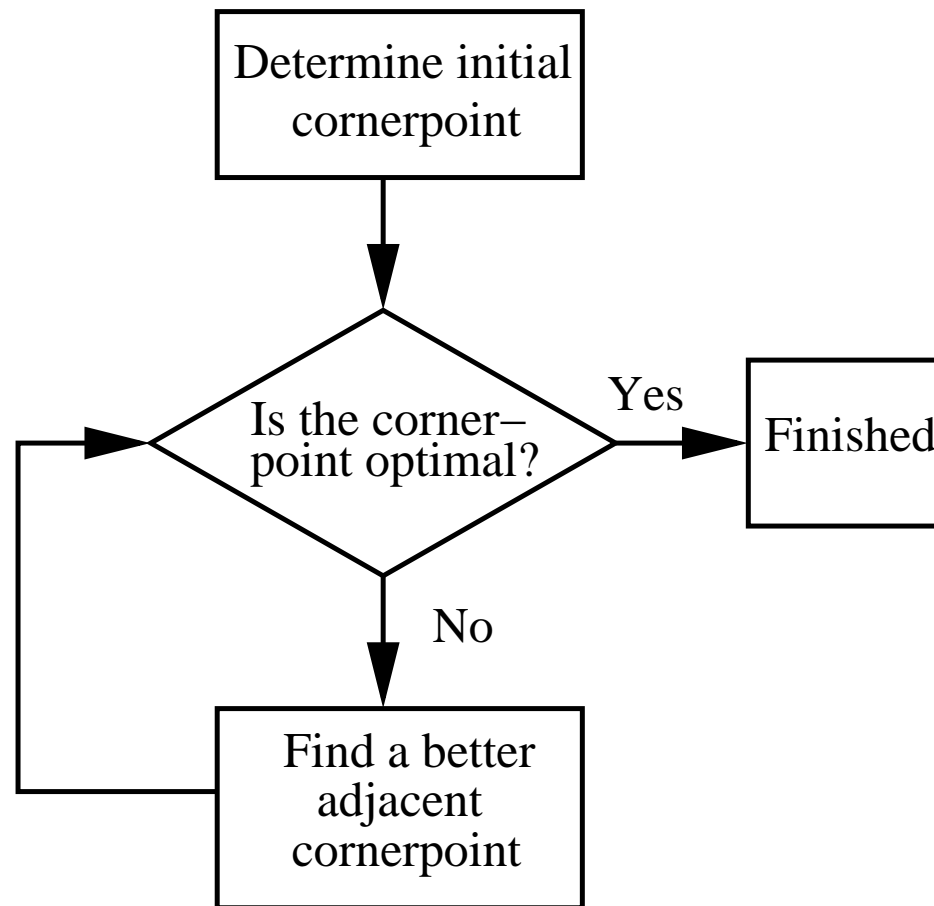 Determine initial
cornerpoint
Is the corner–
point optimal?
Yes
Finished
No
Find a better
adjacent
cornerpoint